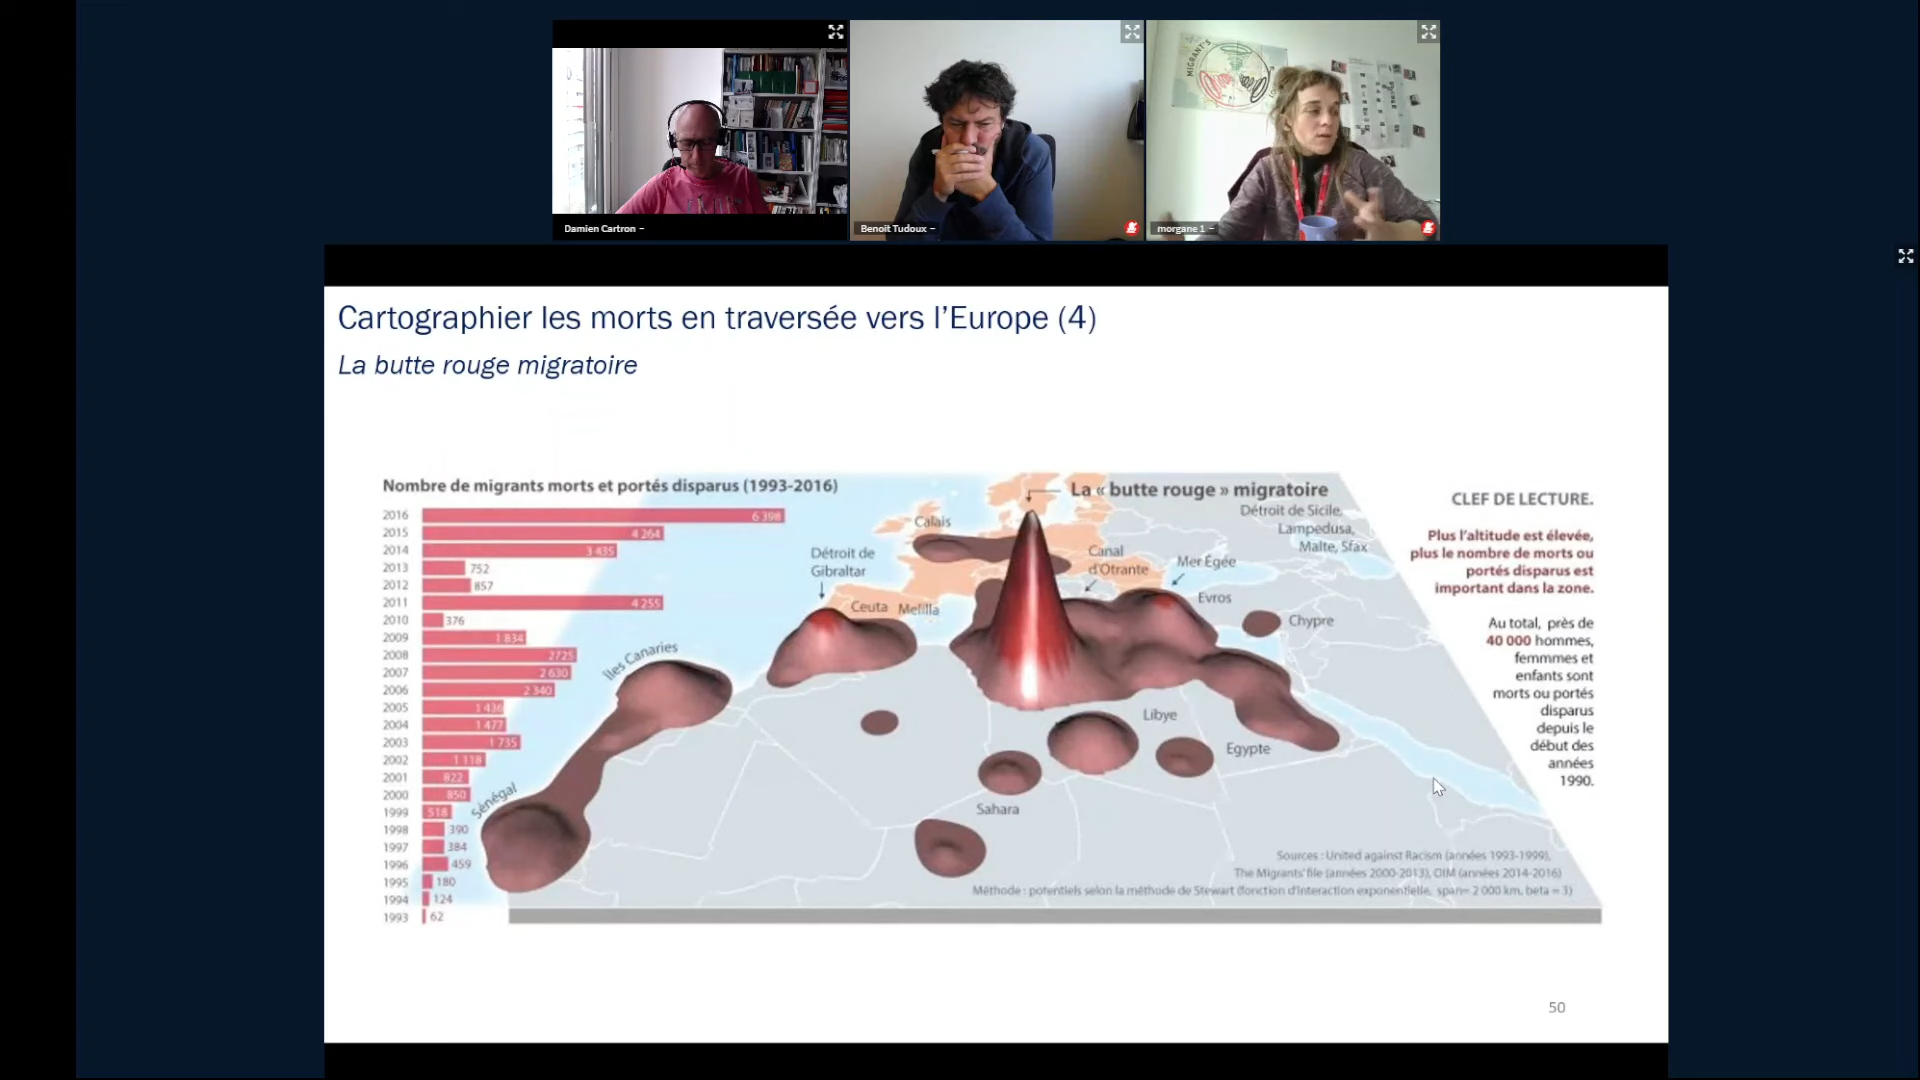 Damien Cartron –
Benoit Tudoux –
morgane 1 –
MIGRANT'S
Cartographier les morts en traversée vers l'Europe (4)
La butte rouge migratoire
Nombre de migrants morts et portés disparus (1993-2016)
2016 6 398
2015 4 264
2014 3 435
2013 752
2012 857
2011 4 255
2010 376
2009 1 834
2008 2725
2007 2 630
2006 2 340
2005 1 436
2004 1 477
2003 1 735
2002 1 118
2001 822
2000 850
1999 518
1998 390
1997 384
1996 459
1995 180
1994 124
1993 62
La « butte rouge » migratoire
Détroit de Sicile,
Lampedusa,
Malte, Sfax
Calais
Détroit de
Gibraltar
Canal
d'Otrante
Mer Égée
Ceuta
Melilla
Evros
Chypre
Îles Canaries
Libye
Egypte
Sénégal
Sahara
CLEF DE LECTURE.
Plus l'altitude est élevée,
plus le nombre de morts ou
portés disparus est
important dans la zone.
Au total, près de
40 000 hommes,
femmmes et
enfants sont
morts ou portés
disparus
depuis le
début des
années
1990.
Sources : United against Racism (années 1993-1999),
The Migrants' file (années 2000-2013), OIM (années 2014-2016)
Méthode : potentiels selon la méthode de Stewart (fonction d'interaction exponentielle, span= 2 000 km, beta = 3)
50